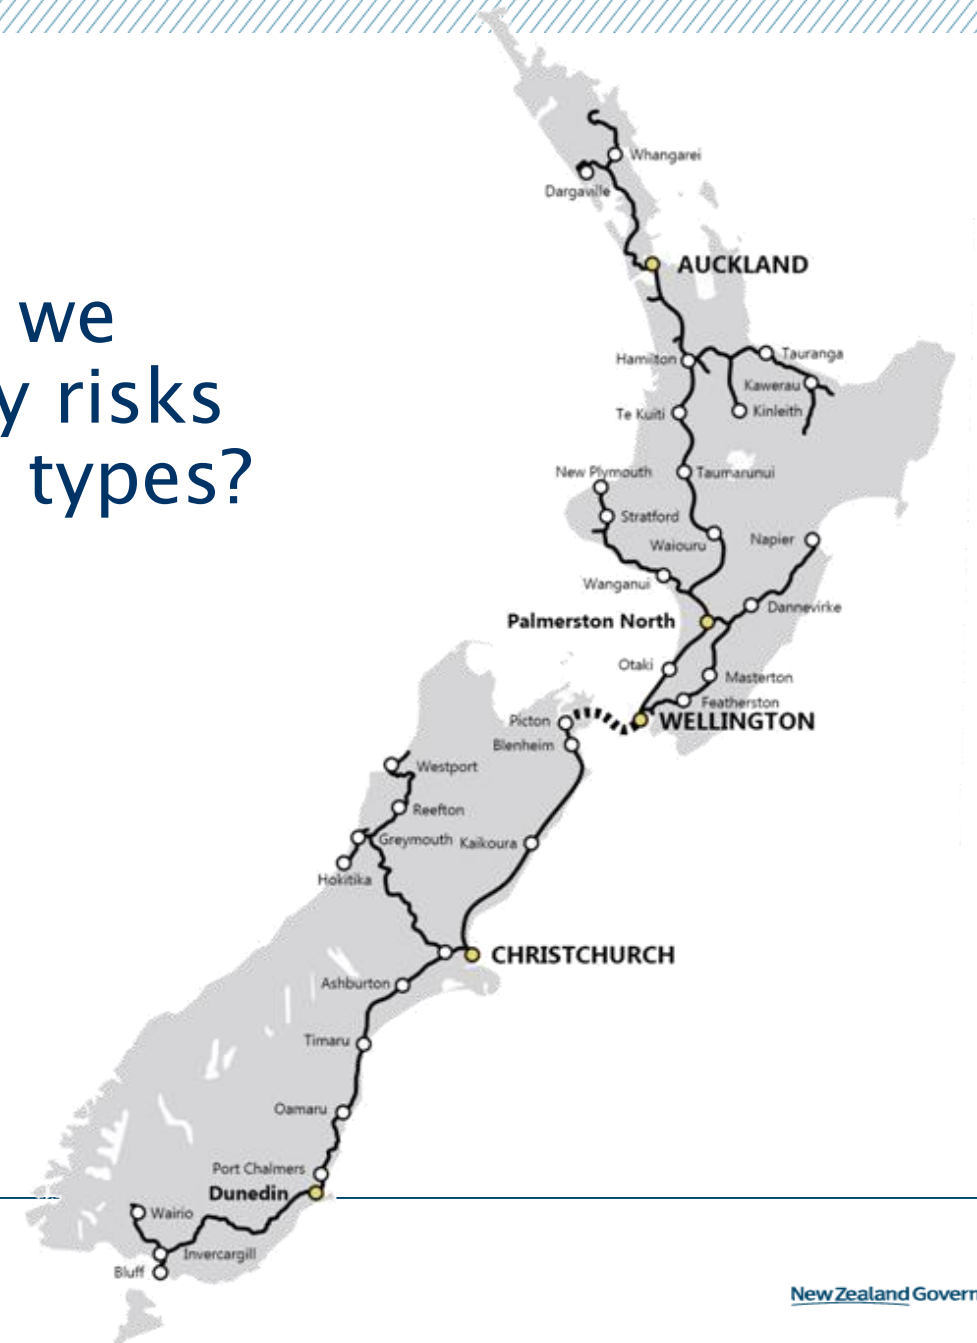 we
y risks
types?
Whangarei
Dargaville
AUCKLAND
Hamilton
Tauranga
Kawerau
Te Kuiti
Kinleith
New Plymouth
Taumarunui
Stratford
Waiouru
Napier
Wanganui
Dannevirke
Palmerston North
Otaki
Masterton
Featherston
Picton
WELLINGTON
Blenheim
Westport
Reefton
Greymouth
Kaikoura
Hokitika
CHRISTCHURCH
Ashburton
Timaru
Oamaru
Port Chalmers
Dunedin
Wairio
Invercargill
Bluff
New Zealand Govern